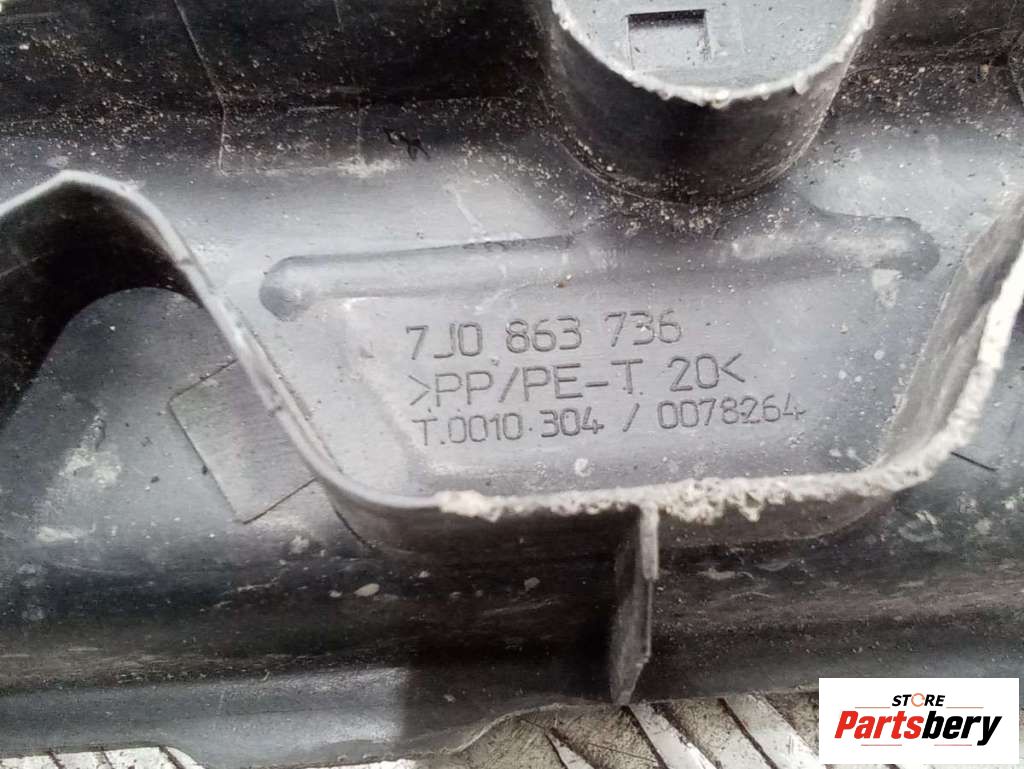 7J0 863 736
>PP/PE-T 20<
T.0010.304 / 0078264
STORE
Partsbery